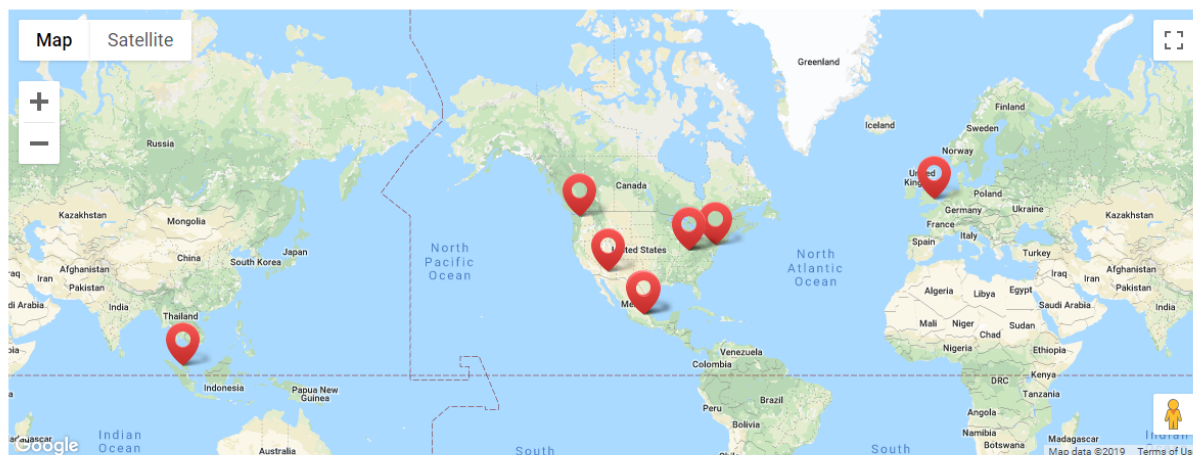 Map Satellite
Greenland
Iceland
Finland
Sweden
Norway
Russia
Canada
United
Kingdom
Poland
Germany
Ukraine
France
Kazakhstan
Mongolia
Kazakhstan
Italy
Spain
Turkey
United States
North
Pacific
Ocean
North
Atlantic
Ocean
Japan
South Korea
China
Afghanistan
Iran
Pakistan
Iraq
Afghanistan
Iran
Pakistan
Algeria
Libya
Egypt
Saudi Arabia
India
India
Thailand
Mali
Niger
Sudan
Chad
Nigeria
Ethiopia
Venezuela
Colombia
Kenya
DRC
Tanzania
Indonesia
Papua New
Guinea
Brazil
Peru
Bolivia
Angola
Namibia
Botswana
Madagascar
Indian
Ocean
Australia
South
South
Google
Map data ©2019 Terms of Us